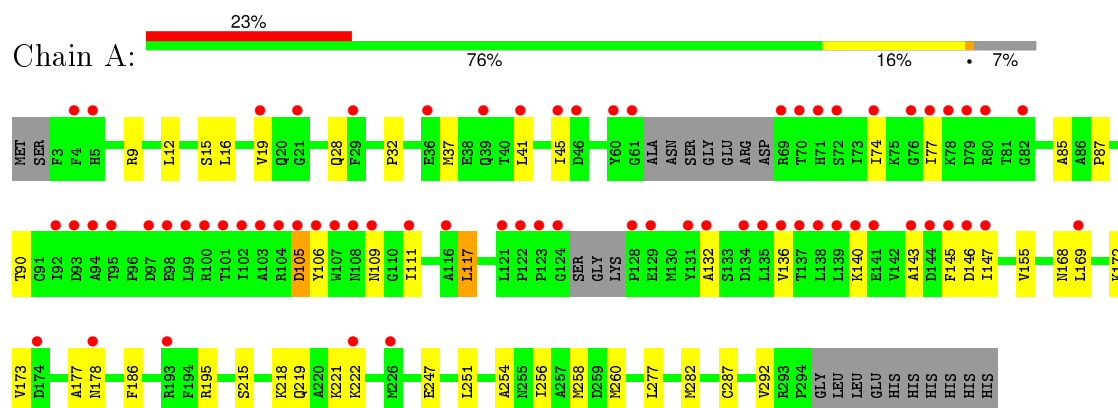 23%
Chain A:
76% 16% • 7%
MET SER F3 F4 H5 R9 L12 S15 L16 V19 Q20 G21 Q28 F29 P32 E36 M37 E38 Q39 T40 L41 I45 D46 Y60 G61 ALA ASN SER GLY GLU ARG ASP R69 T70 H71 S72 I73 I74 K75 G76 I77 K78 D79 R80 T81 G82 A85 A86 P87
T90 C91 I92 D93 A94 T95 P96 D97 E98 L99 R100 T101 I102 A103 R104 D105 Y106 W107 N108 N109 G110 I111 A116 L117 L121 P122 P123 G124 SER GLY LYS P128 E129 M130 Y131 A132 S133 D134 L135 V136 T137 L138 L139 K140 E141 V142 A143 D144 F145 D146 I147 V155 N168 L169 K172
V173 D174 A177 N178 F186 R193 F194 R195 S215 K218 Q219 A220 K221 K222 M226 E247 L251 A254 N255 I256 A257 M258 D259 M260 L277 M282 C287 V292 R293 P294 GLY LEU LEU GLU HIS HIS HIS HIS HIS HIS